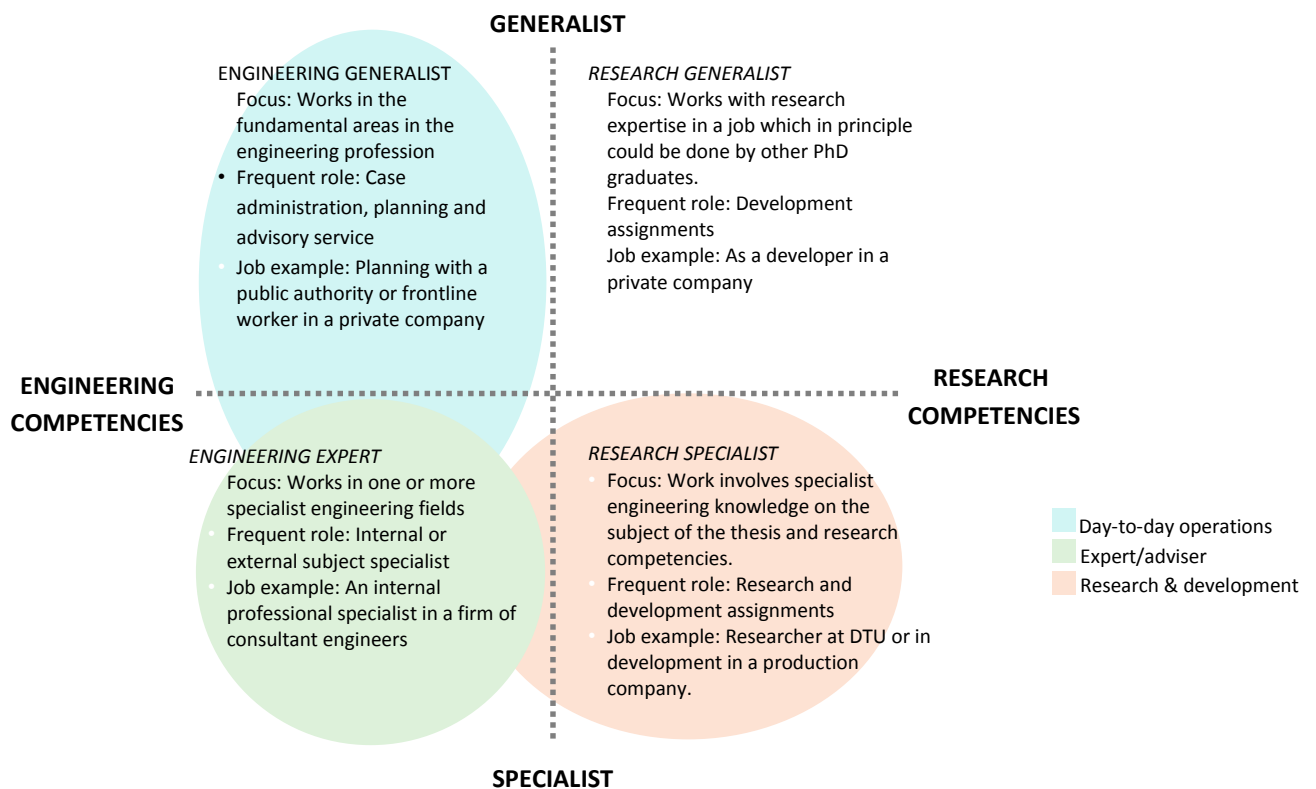 GENERALIST
ENGINEERING GENERALIST
Focus: Works in the
fundamental areas in the
engineering profession
• Frequent role: Case
administration, planning and
advisory service
• Job example: Planning with a
public authority or frontline
worker in a private company
RESEARCH GENERALIST
Focus: Works with research
expertise in a job which in principle
could be done by other PhD
graduates.
Frequent role: Development
assignments
Job example: As a developer in a
private company
ENGINEERING
COMPETENCIES
RESEARCH
COMPETENCIES
ENGINEERING EXPERT
Focus: Works in one or more
specialist engineering fields
• Frequent role: Internal or
external subject specialist
• Job example: An internal
professional specialist in a firm of
consultant engineers
RESEARCH SPECIALIST
• Focus: Work involves specialist
engineering knowledge on the
subject of the thesis and research
competencies.
• Frequent role: Research and
development assignments
• Job example: Researcher at DTU or in
development in a production
company.
Day-to-day operations
Expert/adviser
Research & development
SPECIALIST